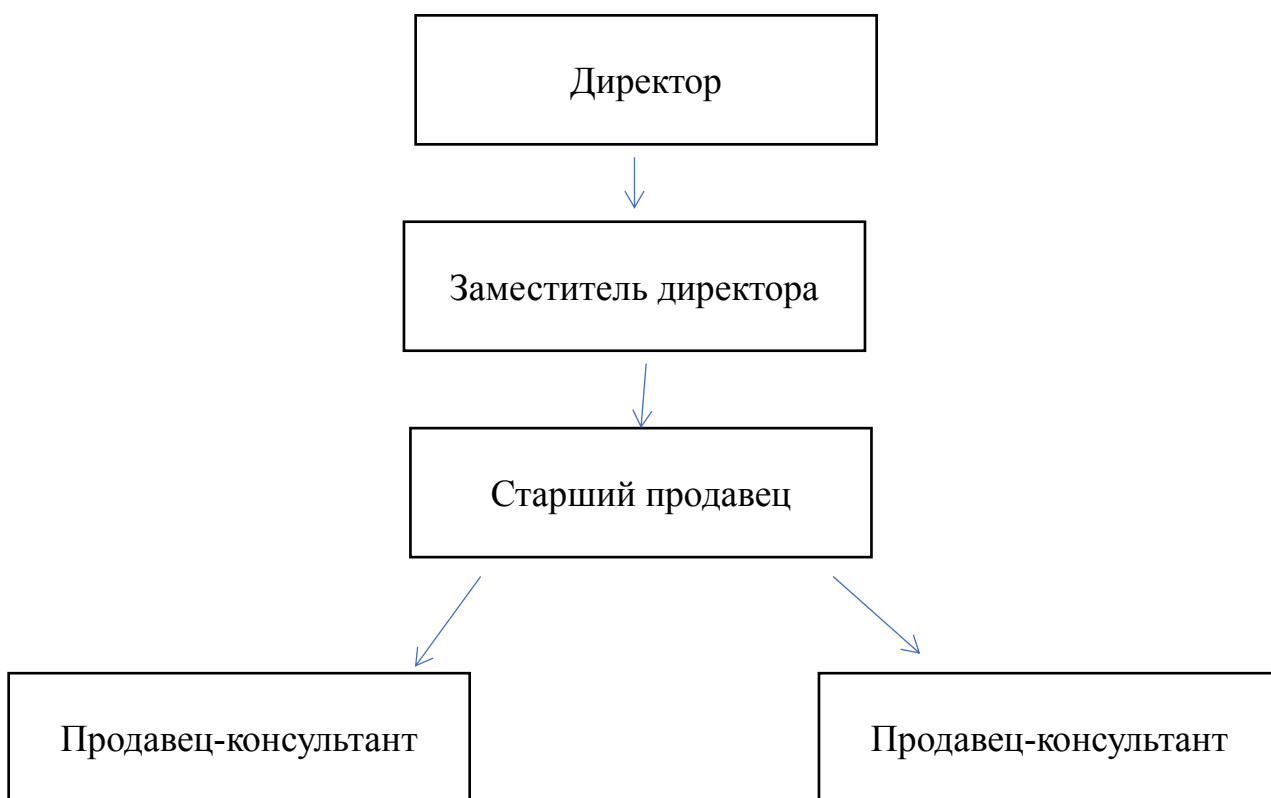 Директор
Заместитель директора
Старший продавец
Продавец-консультант
Продавец-консультант